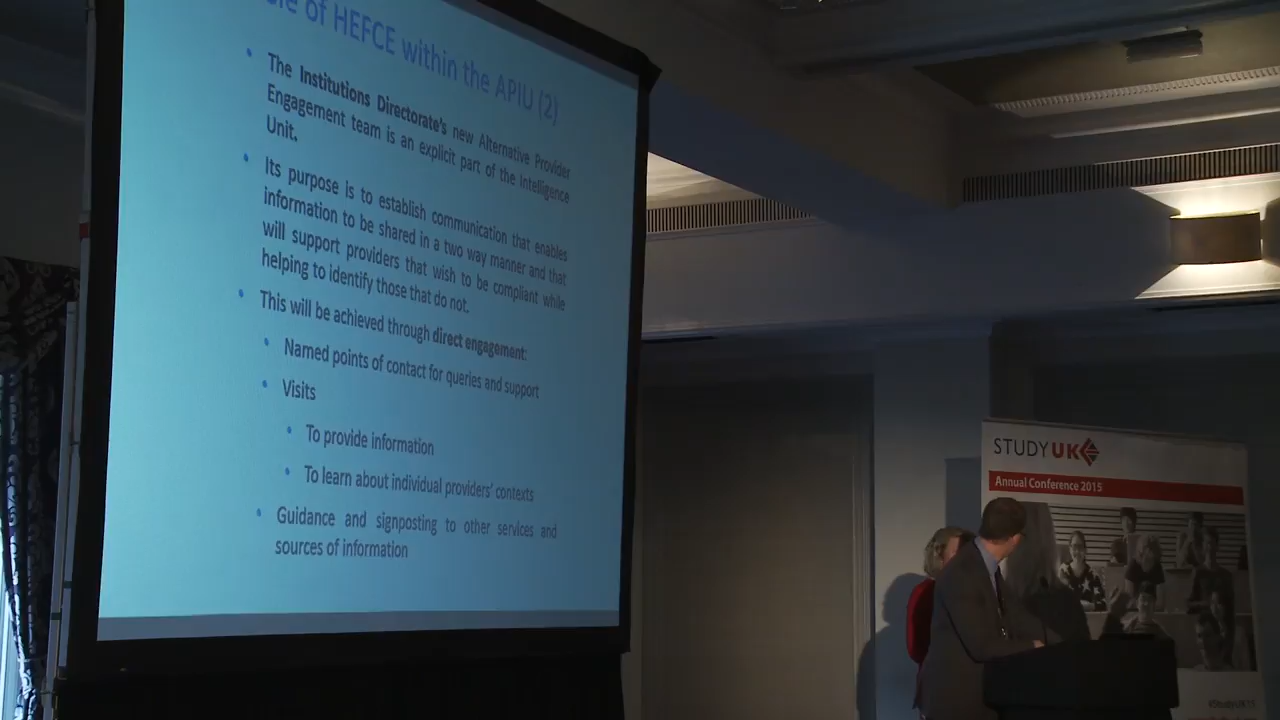 of HEFCE within the APIU (2)
The Institutions Directorate's new Alternative Provider
Engagement team is an explicit part of the Intelligence
Unit.
Its purpose is to establish communication that enables
information to be shared in a two way manner and that
will support providers that wish to be compliant while
helping to identify those that do not.
This will be achieved through direct engagement:
Named points of contact for queries and support
Visits
To provide information
To learn about individual providers' contexts
Guidance and signposting to other services and
sources of information
STUDY UK
Annual Conference 2015
#StudyUK15